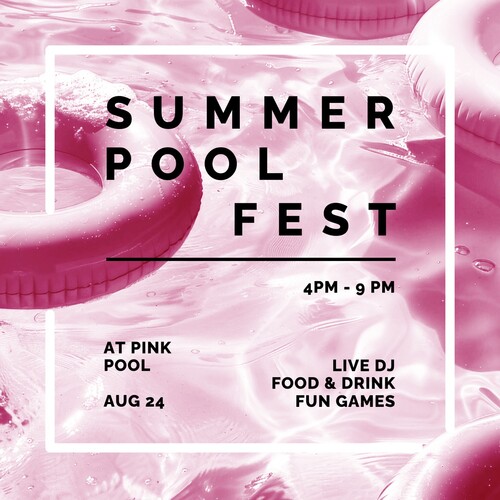 SUMMER
POOL
FEST
4PM - 9 PM
AT PINK
POOL
AUG 24
LIVE DJ
FOOD & DRINK
FUN GAMES